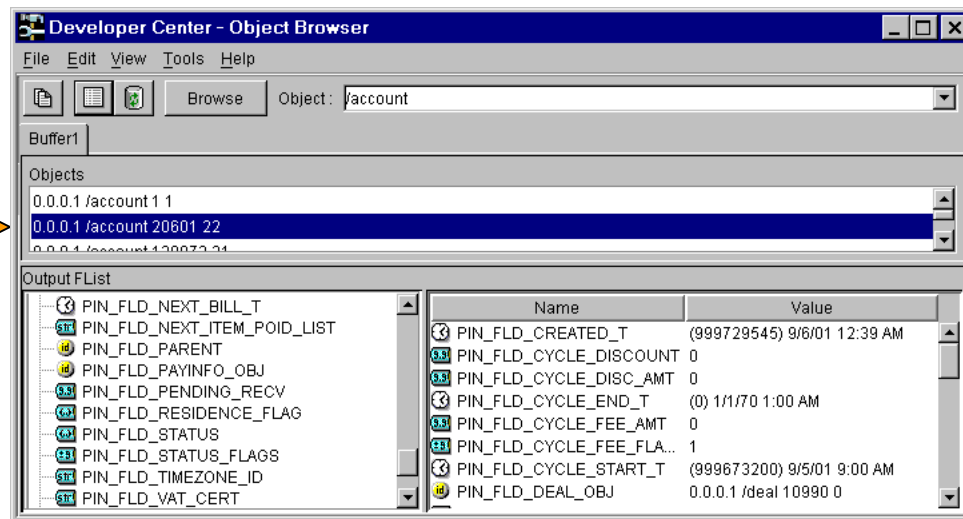 Developer Center - Object Browser
File Edit View Tools Help
Browse Object : /account
Buffer1
Objects
0.0.0.1 /account 1 1
0.0.0.1 /account 20601 22
Output FList
PIN_FLD_NEXT_BILL_T
PIN_FLD_NEXT_ITEM_POID_LIST
PIN_FLD_PARENT
PIN_FLD_PAYINFO_OBJ
PIN_FLD_PENDING_RECV
PIN_FLD_RESIDENCE_FLAG
PIN_FLD_STATUS
PIN_FLD_STATUS_FLAGS
PIN_FLD_TIMEZONE_ID
PIN_FLD_VAT_CERT
Name Value
PIN_FLD_CREATED_T (999729545) 9/6/01 12:39 AM
PIN_FLD_CYCLE_DISCOUNT 0
PIN_FLD_CYCLE_DISC_AMT 0
PIN_FLD_CYCLE_END_T (0) 1/1/70 1:00 AM
PIN_FLD_CYCLE_FEE_AMT 0
PIN_FLD_CYCLE_FEE_FLA... 1
PIN_FLD_CYCLE_START_T (999673200) 9/5/01 9:00 AM
PIN_FLD_DEAL_OBJ 0.0.0.1 /deal 10990 0